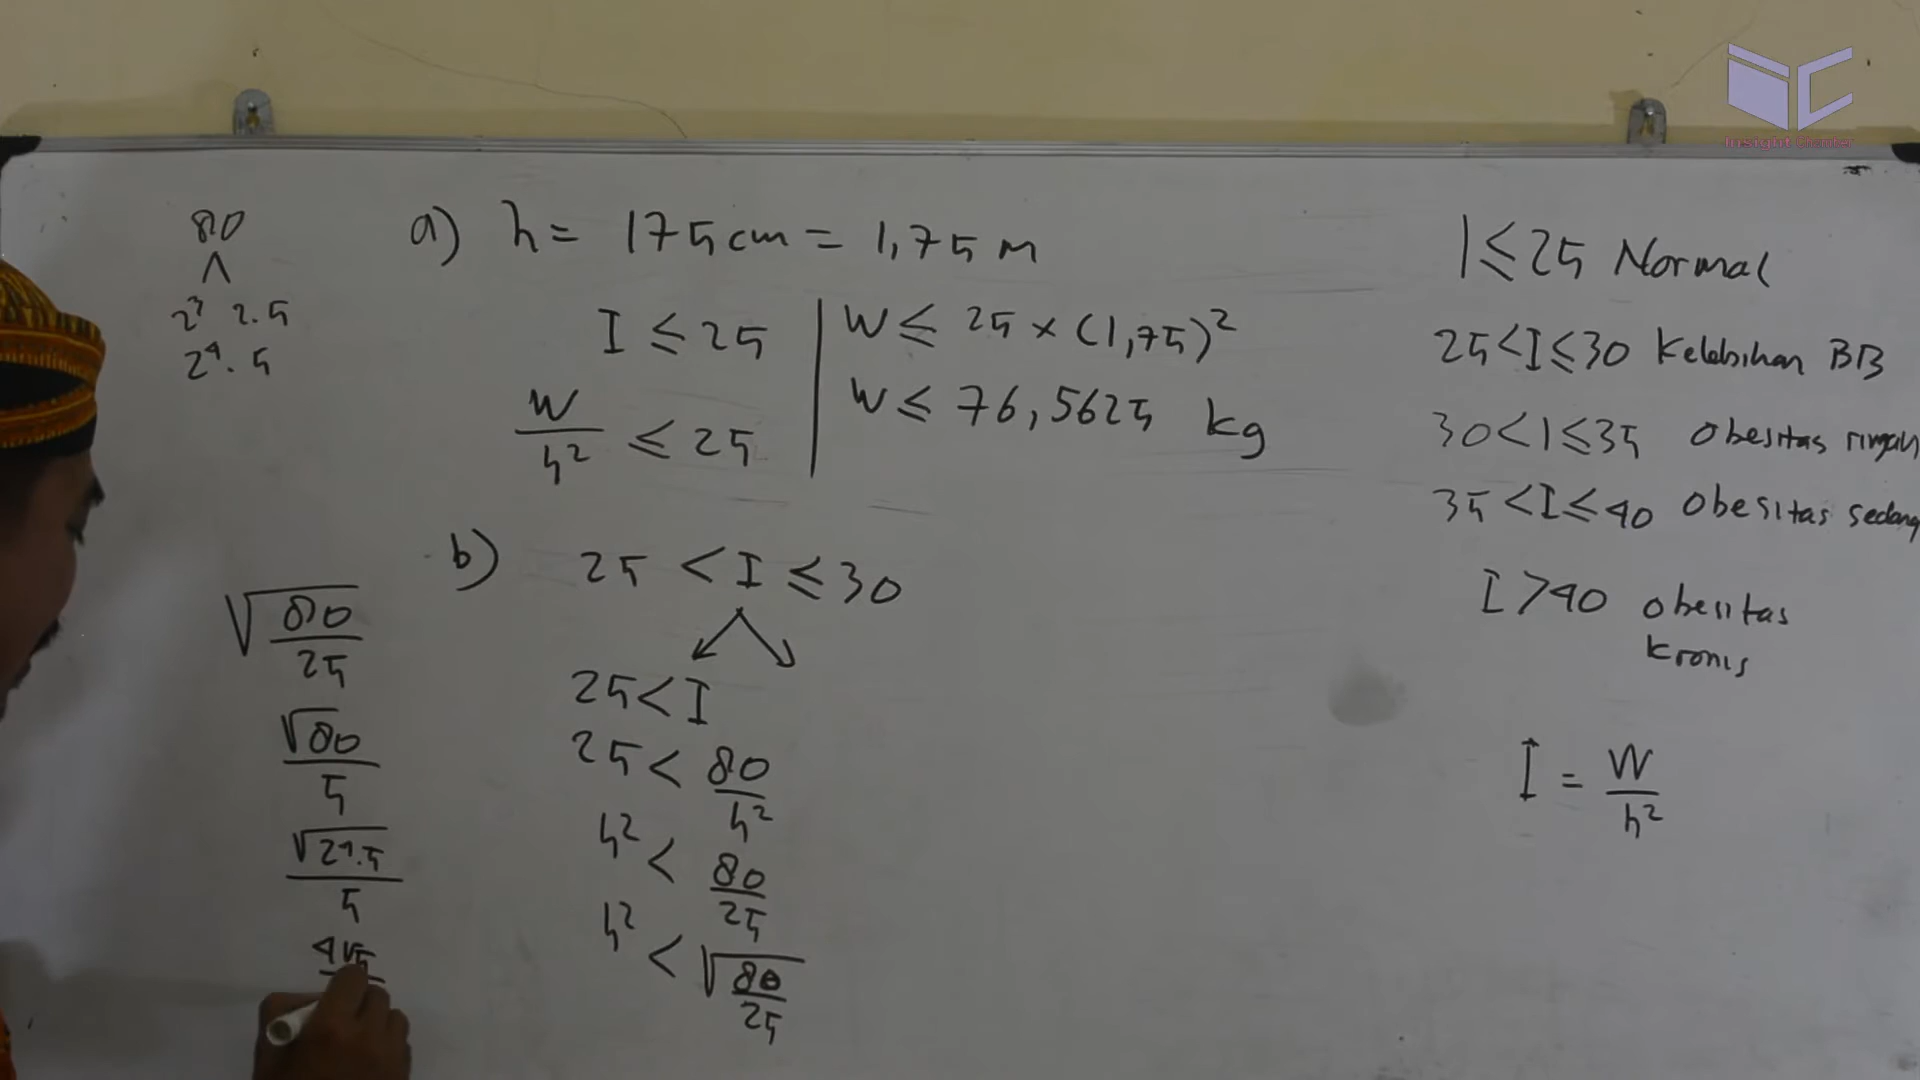 80
∧
2³ 2.5
2⁴.5
a) h = 175 cm = 1,75 m
I ≤ 25
W/h² ≤ 25
W ≤ 25 × (1,75)²
W ≤ 76,5625 kg
b) 25 < I ≤ 30
25 < I
25 < 80/h²
h² < 80/25
h² < √(80/25)
√(80/25)
√80/5
√(2⁴.5)/5
4√5
I ≤ 25 Normal
25 < I ≤ 30 Kelebihan BB
30 < I ≤ 35 Obesitas ringan
35 < I ≤ 40 Obesitas sedang
I > 40 obesitas
kronis
I = W/h²
Insight Chanker